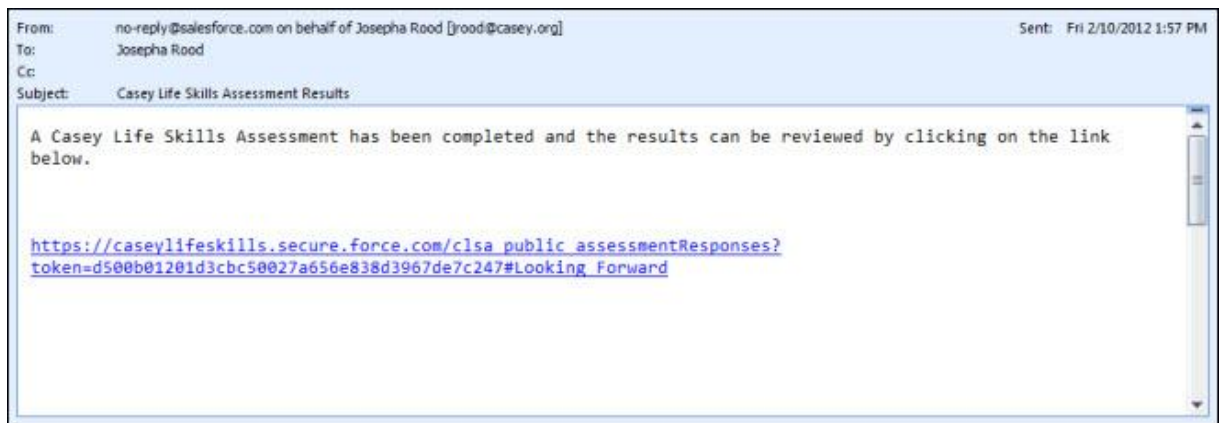 From: no-reply@salesforce.com on behalf of Josepha Rood [jrood@casey.org] Sent: Fri 2/10/2012 1:57 PM
To: Josepha Rood
Cc:
Subject: Casey Life Skills Assessment Results
A Casey Life Skills Assessment has been completed and the results can be reviewed by clicking on the link
below.
https://caseylifeskills.secure.force.com/clsa_public_assessmentResponses?
token=d500b01201d3cbc50027a656e838d3967de7c247#Looking_Forward